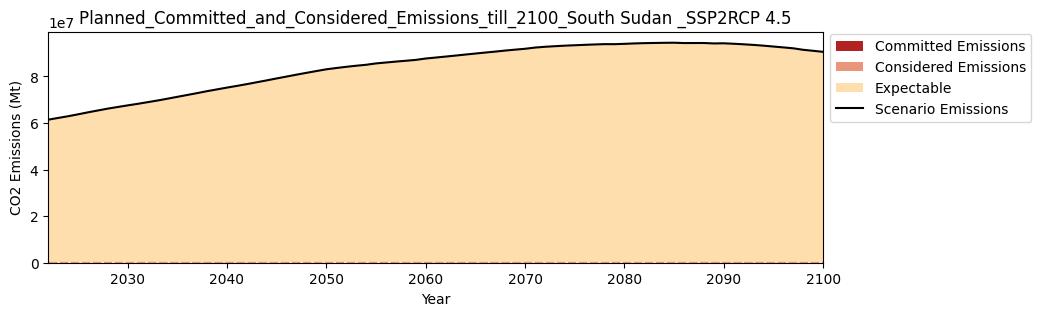 Planned_Committed_and_Considered_Emissions_till_2100_South Sudan _SSP2RCP 4.5
1e7
Committed Emissions
Considered Emissions
Expectable
Scenario Emissions
CO2 Emissions (Mt)
8
6
4
2
0
2030 2040 2050 2060 2070 2080 2090 2100
Year